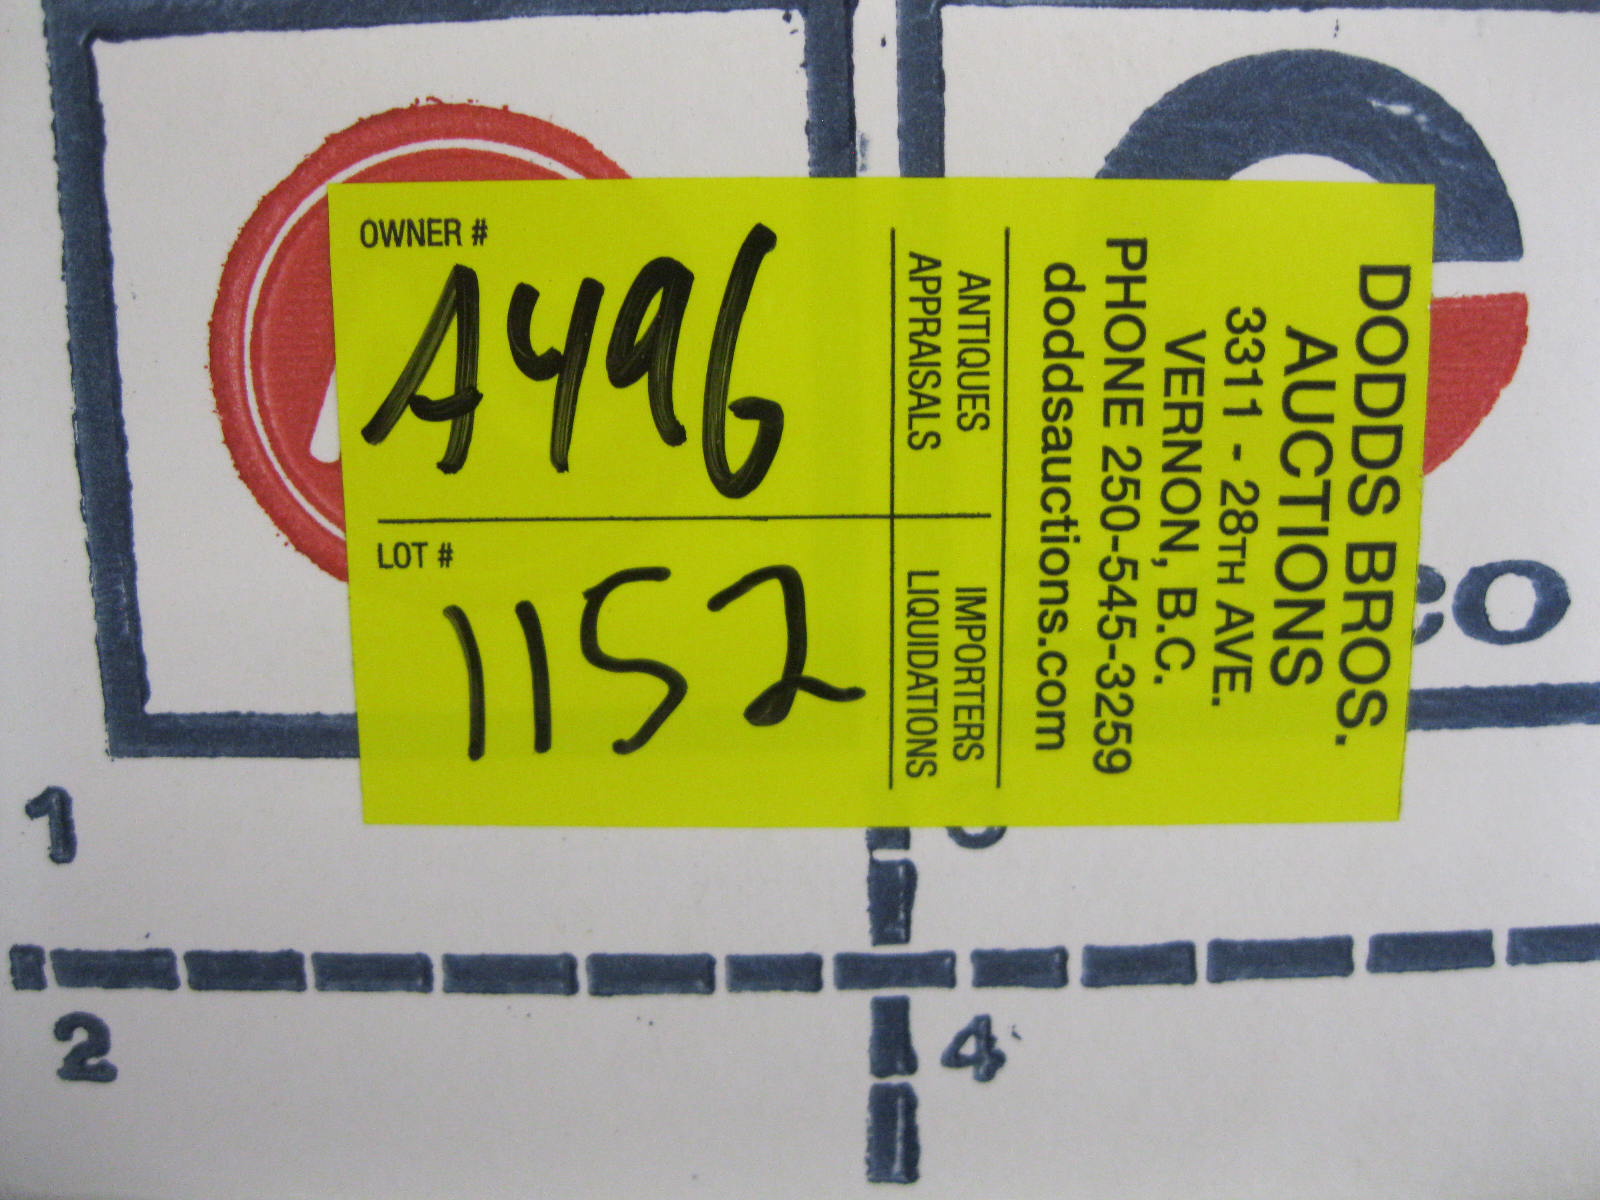 OWNER #
A496
LOT #
1152
ANTIQUES
APPRAISALS
IMPORTERS
LIQUIDATIONS
DODDS BROS.
AUCTIONS
3311 - 28TH AVE.
VERNON, B.C.
PHONE 250-545-3259
doddsauctions.com
1
2
4